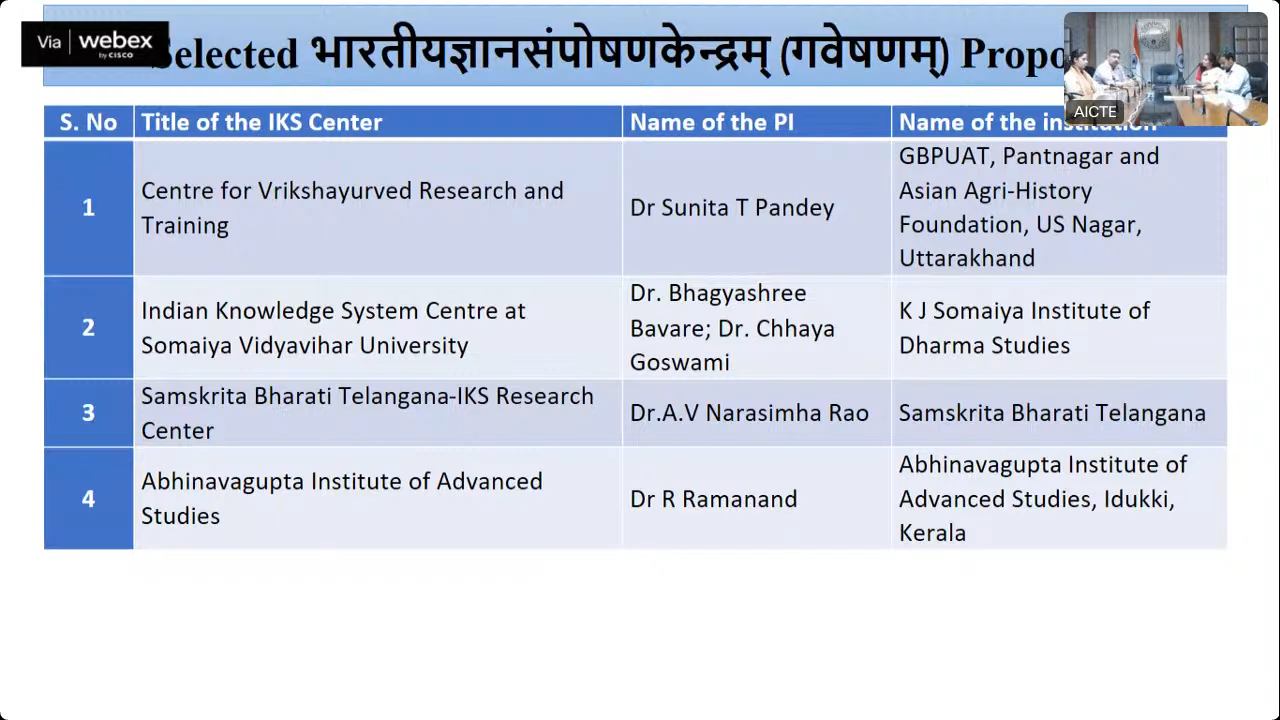 Via webex
by CISCO
Selected भारतीयज्ञानसंपोषणकेन्द्रम् (गवेषणम्)
AICTE
S. No Title of the IKS Center Name of the PI Name of the institution
1 Centre for Vrikshayurved Research and Training Dr Sunita T Pandey GBPUAT, Pantnagar and
Asian Agri-History
Foundation, US Nagar,
Uttarakhand
2 Indian Knowledge System Centre at
Somaiya Vidyavihar University
Dr. Bhagyashree
Bavare; Dr. Chhaya
Goswami
K J Somaiya Institute of
Dharma Studies
3 Samskrita Bharati Telangana-IKS Research
Center
Dr.A.V Narasimha Rao
Samskrita Bharati Telangana
4 Abhinavagupta Institute of Advanced
Studies
Dr R Ramanand
Abhinavagupta Institute of
Advanced Studies, Idukki,
Kerala